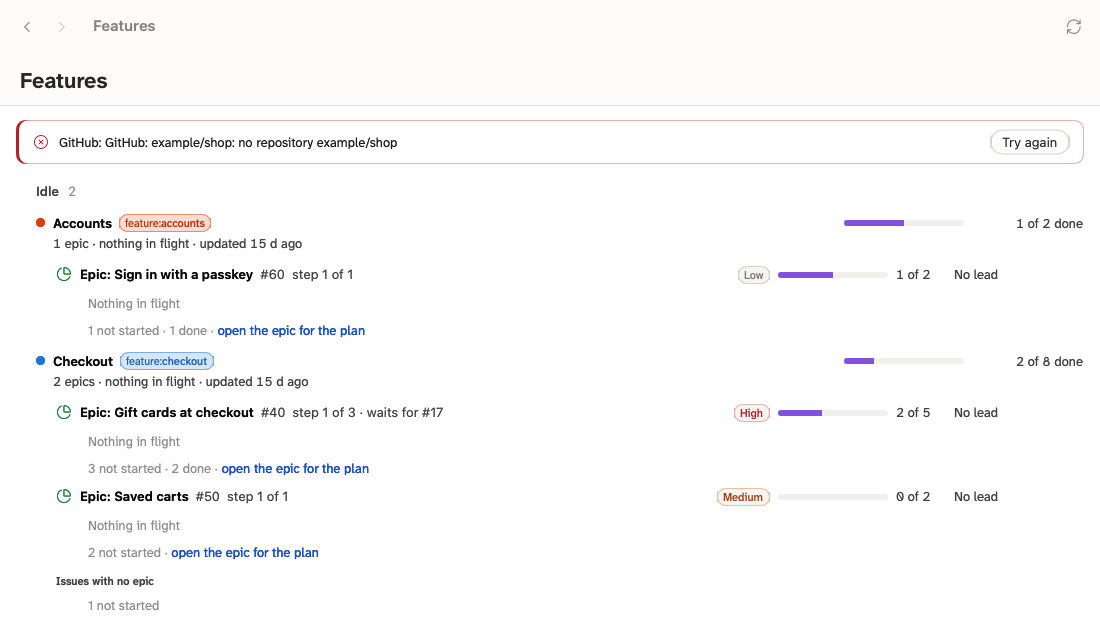 Features
Features
GitHub: GitHub: example/shop: no repository example/shop Try again
Idle 2
Accounts feature:accounts 1 of 2 done
1 epic · nothing in flight · updated 15 d ago
Epic: Sign in with a passkey #60 step 1 of 1 Low 1 of 2 No lead
Nothing in flight
1 not started · 1 done · open the epic for the plan
Checkout feature:checkout 2 of 8 done
2 epics · nothing in flight · updated 15 d ago
Epic: Gift cards at checkout #40 step 1 of 3 · waits for #17 High 2 of 5 No lead
Nothing in flight
3 not started · 2 done · open the epic for the plan
Epic: Saved carts #50 step 1 of 1 Medium 0 of 2 No lead
Nothing in flight
2 not started · open the epic for the plan
Issues with no epic
1 not started